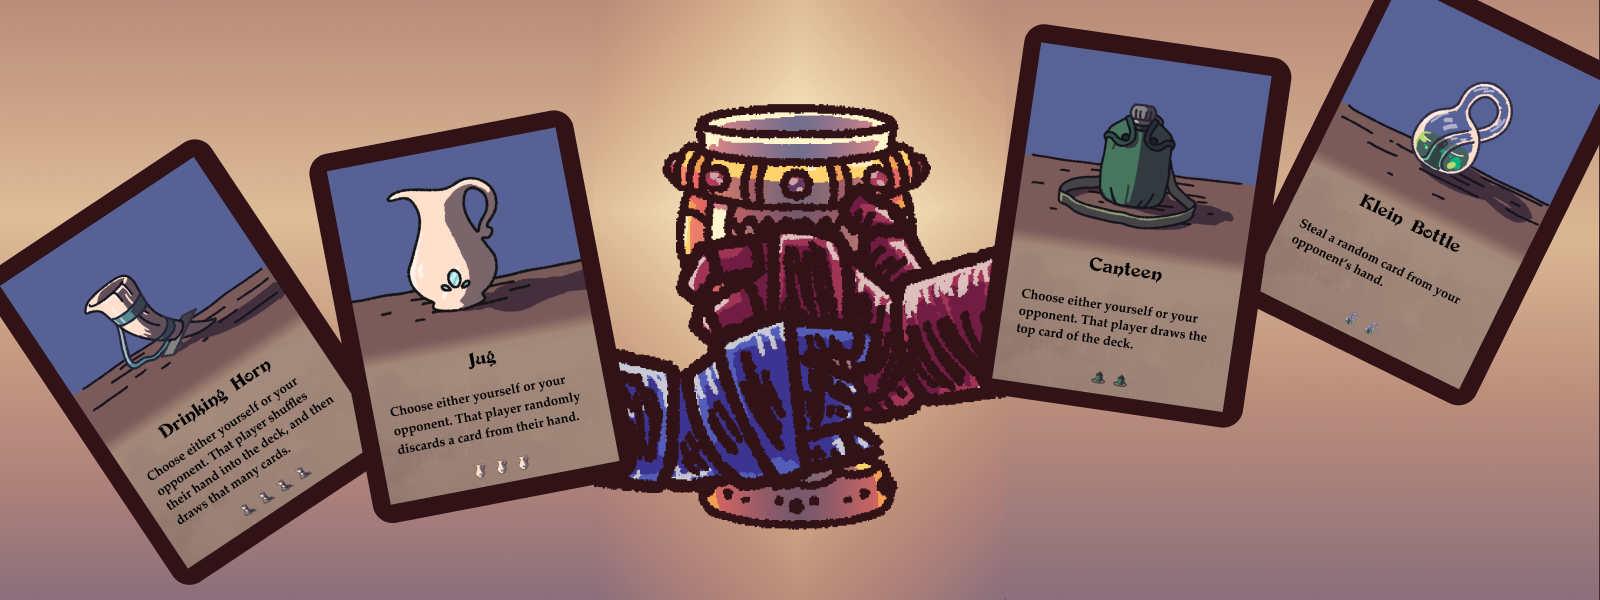 Drinking Horn
Choose either yourself or your
opponent. That player shuffles
their hand into the deck, and then
draws that many cards.
Jug
Choose either yourself or your
opponent. That player randomly
discards a card from their hand.
Canteen
Choose either yourself or your
opponent. That player draws the
top card of the deck.
Klein Bottle
Steal a random card from your
opponent's hand.